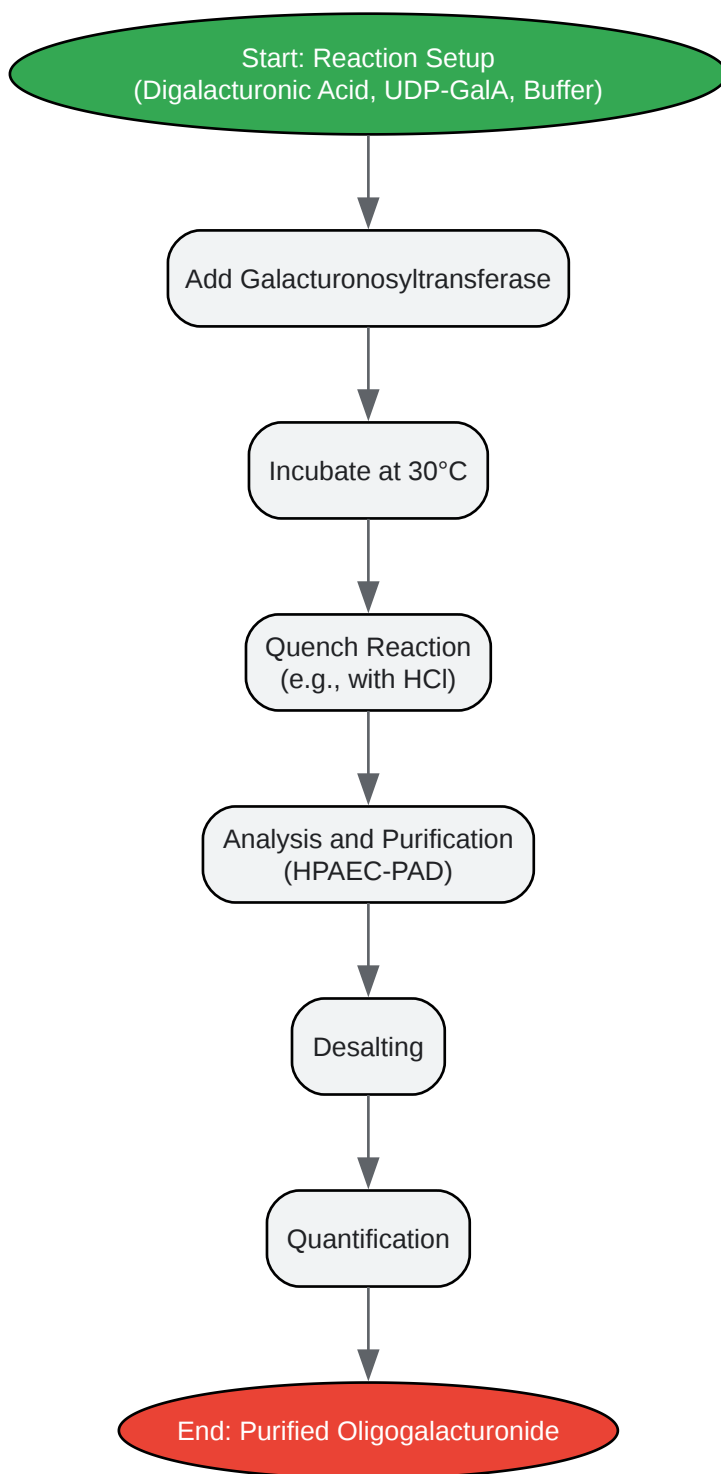 Start: Reaction Setup
(Digalacturonic Acid, UDP-GalA, Buffer)
Add Galacturonosyltransferase
Incubate at 30°C
Quench Reaction
(e.g., with HCl)
Analysis and Purification
(HPAEC-PAD)
Desalting
Quantification
End: Purified Oligogalacturonide